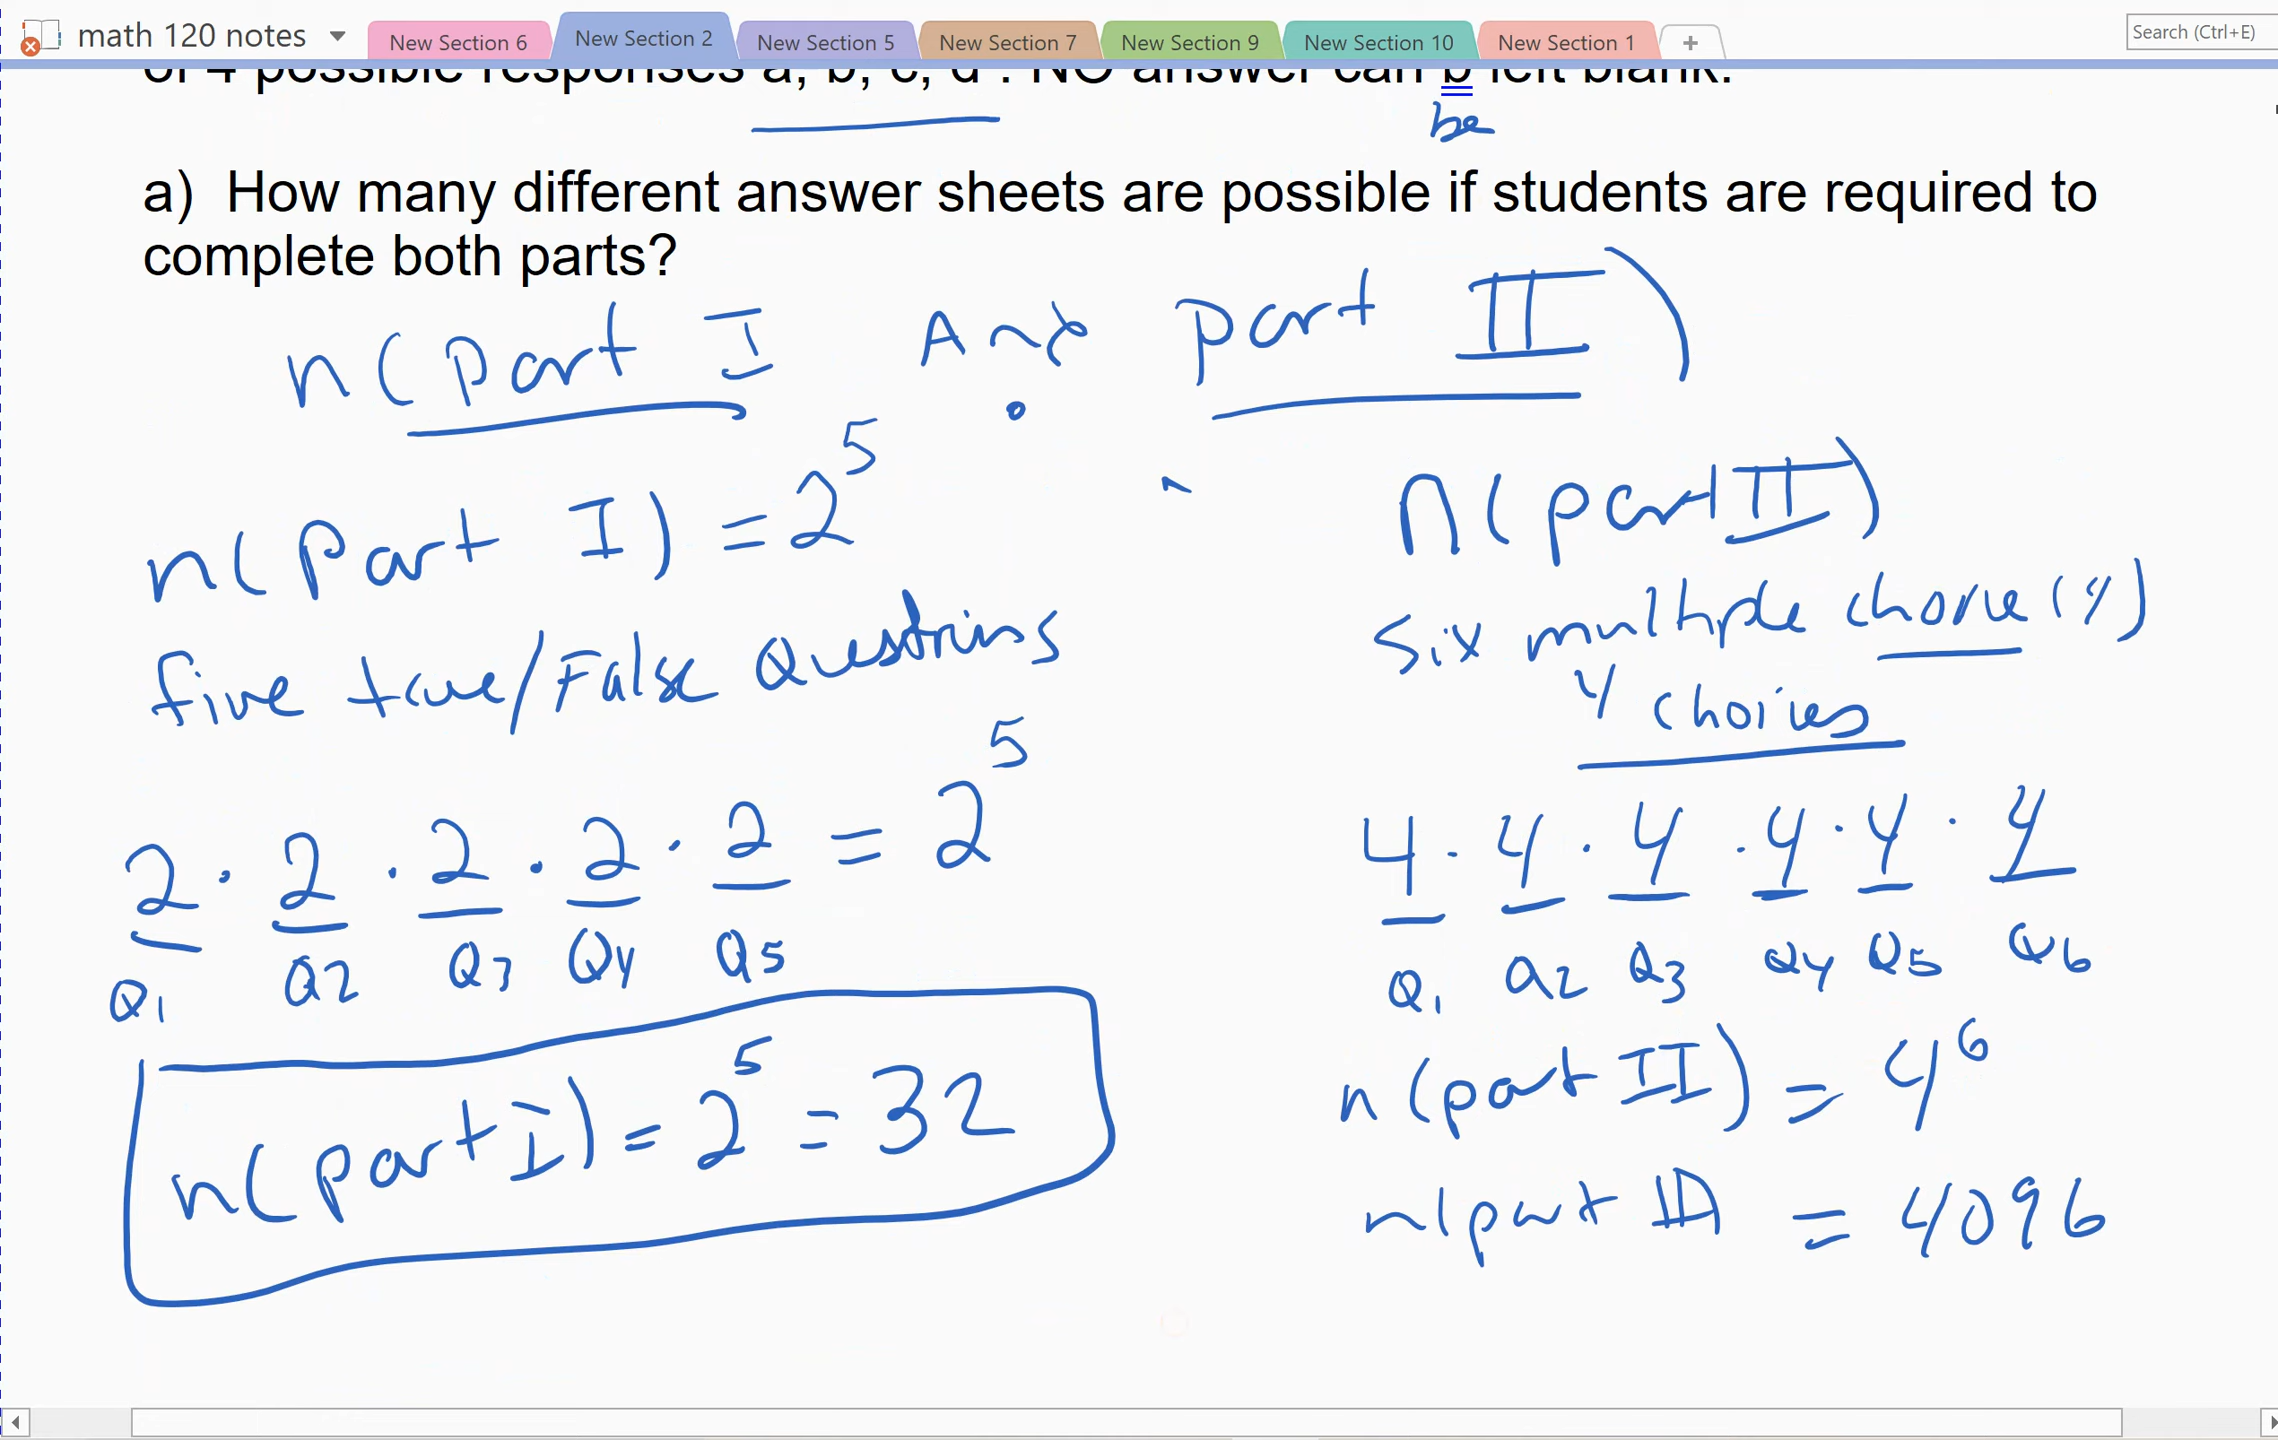 math 120 notes
New Section 6
New Section 2
New Section 5
New Section 7
New Section 9
New Section 10
New Section 1
+
Search (Ctrl+E)
of 4 possible responses a, b, c, d . NO answer can b left blank.
be
a) How many different answer sheets are possible if students are required to
complete both parts?
n(Part I And part II)
n(Part I) = 2^5
five true/False Questions
2 · 2 · 2 · 2 · 2 = 2^5
Q1 Q2 Q3 Q4 Q5
n(part I) = 2^5 = 32
n(part II)
Six multiple choice (4)
4 choices
4 · 4 · 4 · 4 · 4 · 4
Q1 Q2 Q3 Q4 Q5 Q6
n(part II) = 4^6
n(part II) = 4096